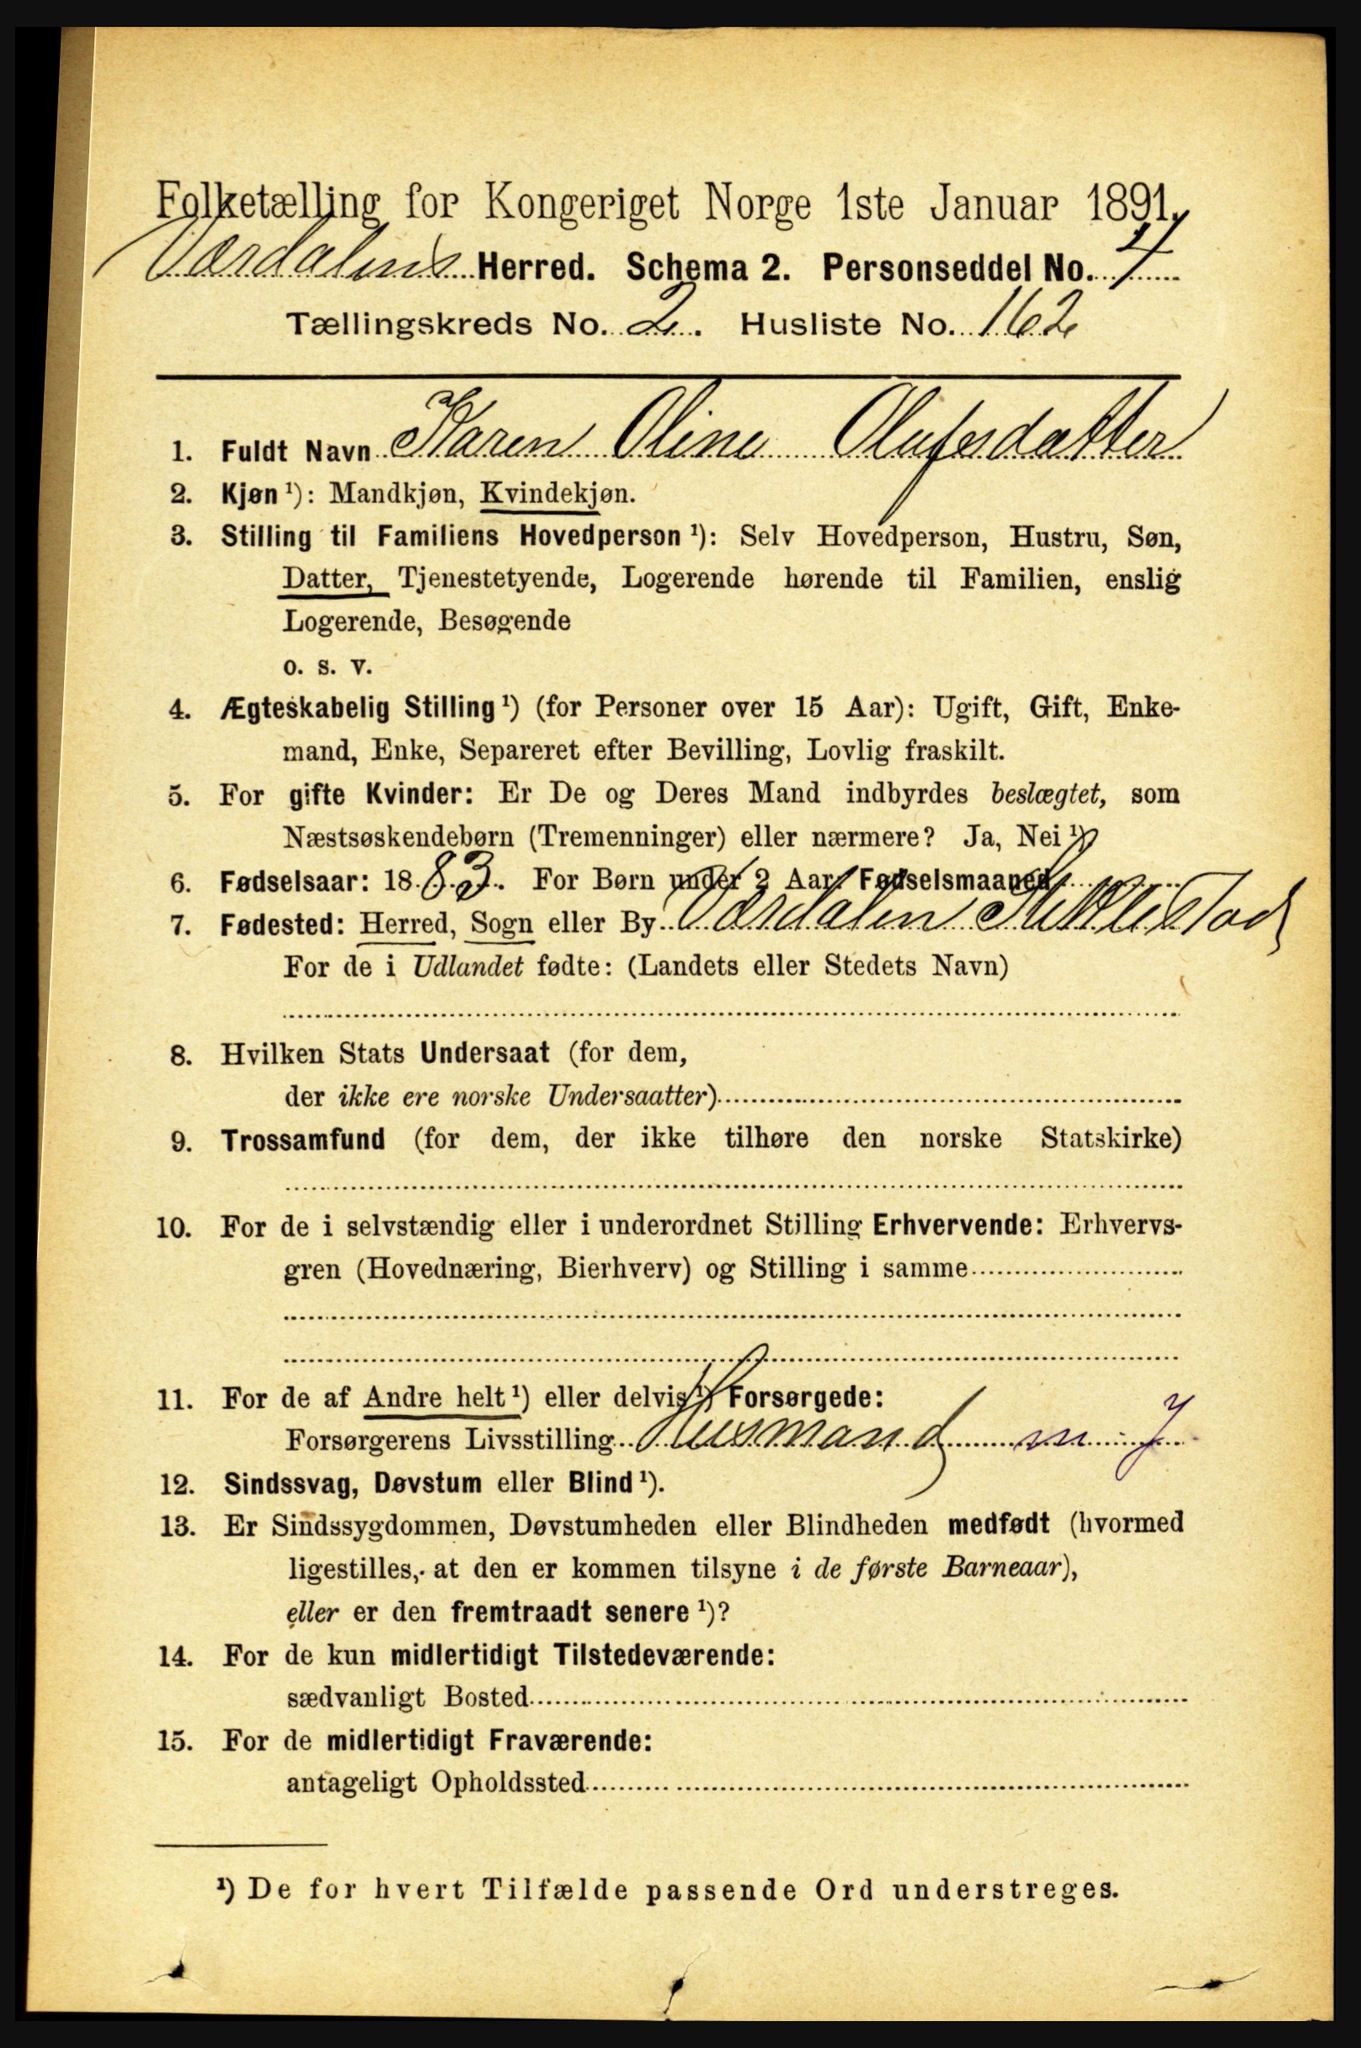 Folketælling for Kongeriget Norge 1ste Januar 1891.
Værdalens Herred. Schema 2. Personseddel No. 4
Tællingskreds No. 2. Husliste No. 162
1. Fuldt Navn Karen Oline Olufsdatter
2. Kjøn ¹): Mandkjøn, Kvindekjøn.
3. Stilling til Familiens Hovedperson ¹): Selv Hovedperson, Hustru, Søn,
Datter, Tjenestetyende, Logerende hørende til Familien, enslig
Logerende, Besøgende
o. s. v.
4. Ægteskabelig Stilling ¹) (for Personer over 15 Aar): Ugift, Gift, Enke-
mand, Enke, Separeret efter Bevilling, Lovlig fraskilt.
5. For gifte Kvinder: Er De og Deres Mand indbyrdes beslægtet, som
Næstsøskendebørn (Tremenninger) eller nærmere? Ja, Nei ¹)
6. Fødselsaar: 1883. For Børn under 2 Aar: Fødselsmaaned
7. Fødested: Herred, Sogn eller By Værdalen Stiklestad
For de i Udlandet fødte: (Landets eller Stedets Navn)
8. Hvilken Stats Undersaat (for dem,
der ikke ere norske Undersaatter)
9. Trossamfund (for dem, der ikke tilhøre den norske Statskirke)
10. For de i selvstændig eller i underordnet Stilling Erhvervende: Erhvervs-
gren (Hovednæring, Bierhverv) og Stilling i samme
11. For de af Andre helt ¹) eller delvis ¹) Forsørgede:
Forsørgerens Livsstilling Husmand m J
12. Sindssvag, Døvstum eller Blind ¹).
13. Er Sindssygdommen, Døvstumheden eller Blindheden medfødt (hvormed
ligestilles, at den er kommen tilsyne i de første Barneaar),
eller er den fremtraadt senere ¹)?
14. For de kun midlertidigt Tilstedeværende:
sædvanligt Bosted
15. For de midlertidigt Fraværende:
antageligt Opholdssted
¹) De for hvert Tilfælde passende Ord understreges.